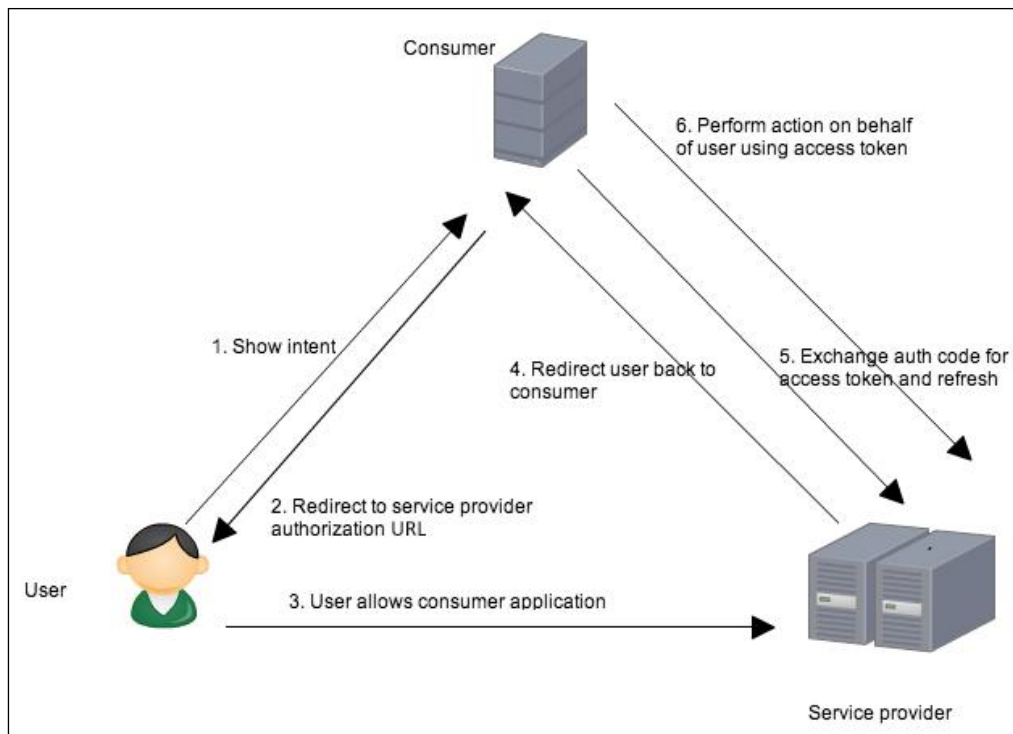 Consumer
6. Perform action on behalf
of user using access token
1. Show intent
4. Redirect user back to
consumer
5. Exchange auth code for
access token and refresh
2. Redirect to service provider
authorization URL
User
3. User allows consumer application
Service provider